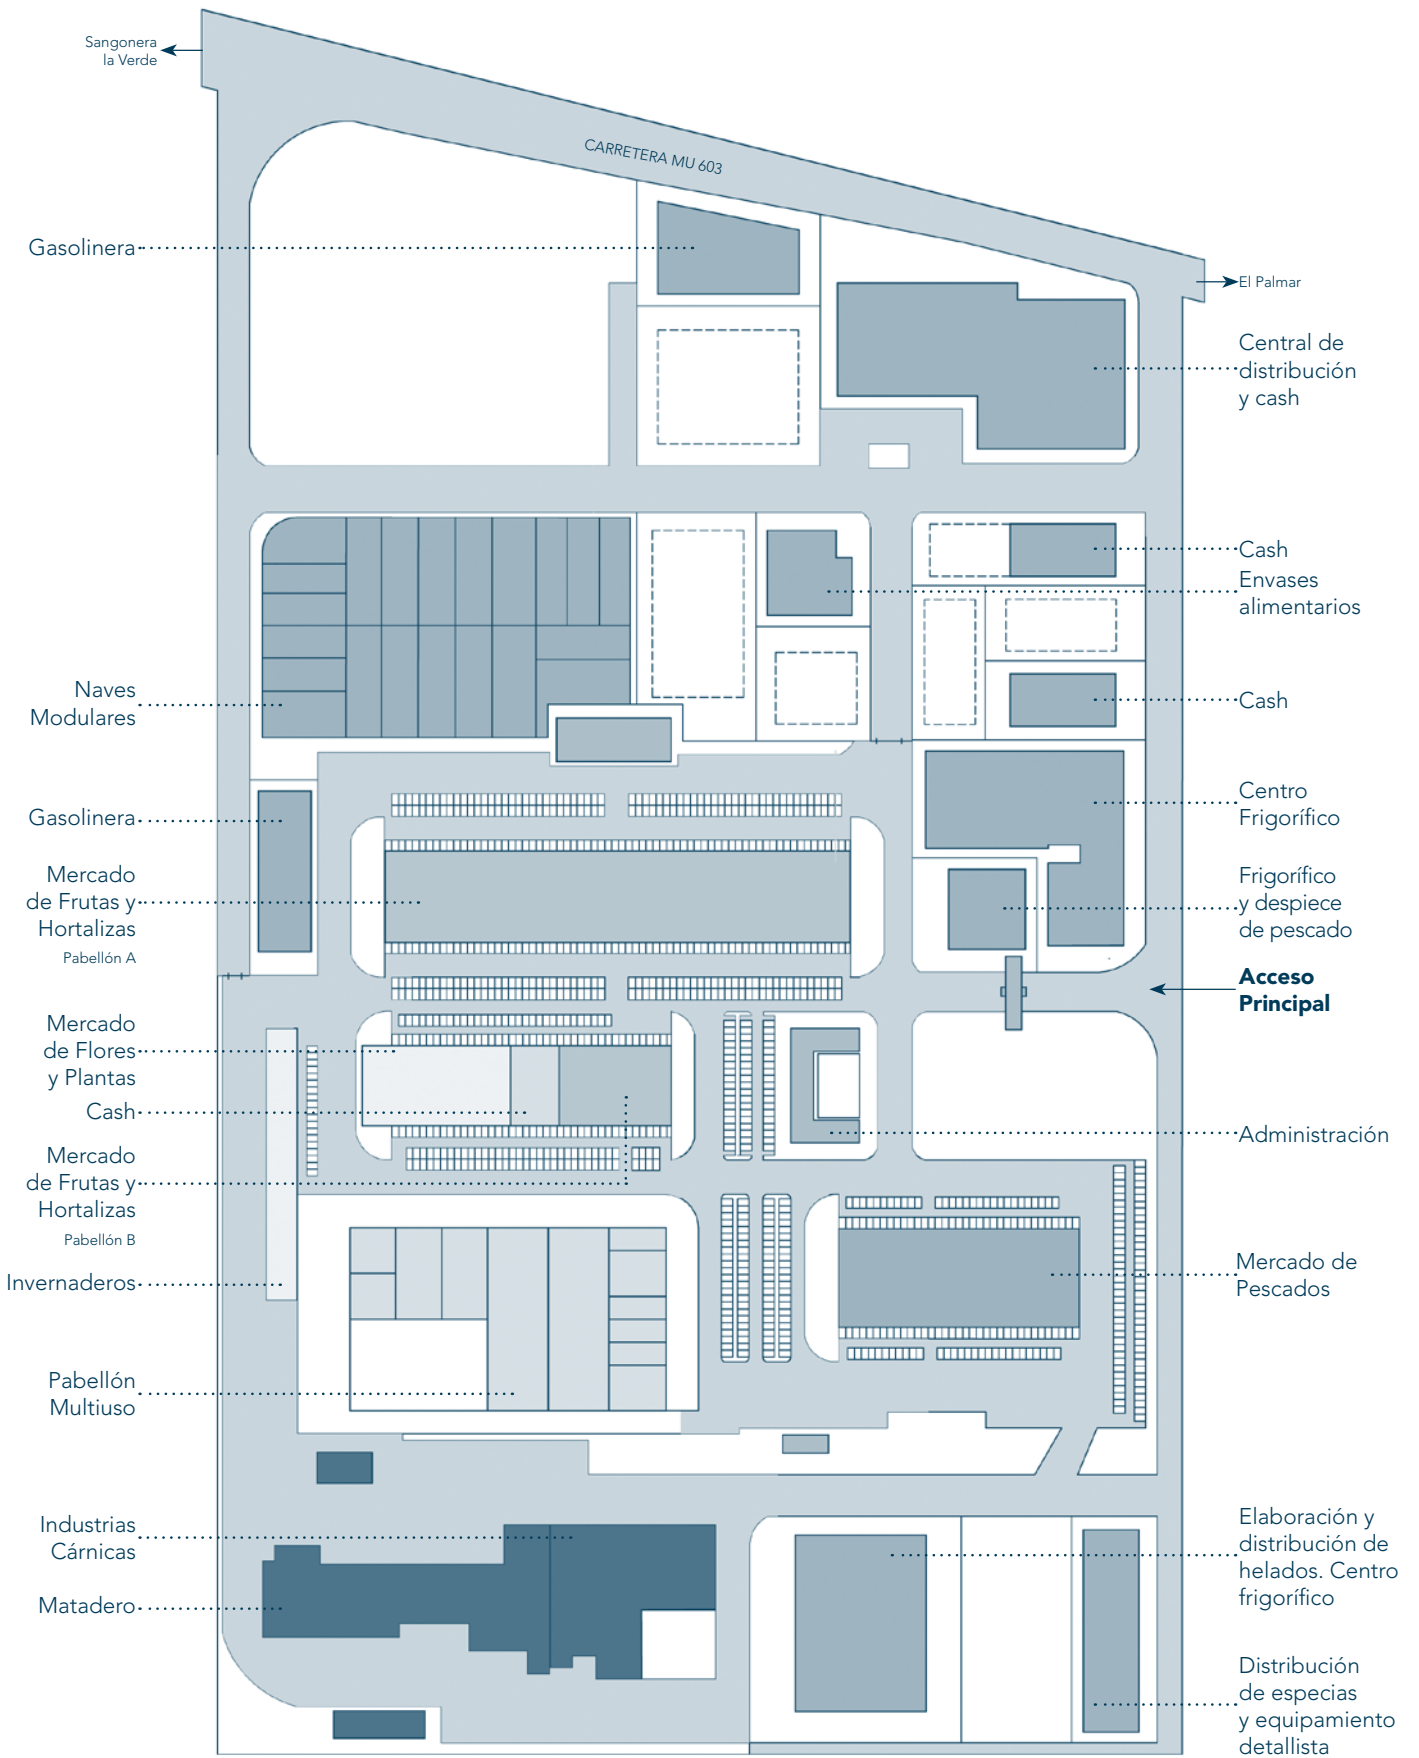 Sangonera
la Verde
CARRETERA MU 603
Gasolinera
El Palmar
Central de
distribución
y cash
Cash
Envases
alimentarios
Naves
Modulares
Cash
Gasolinera
Centro
Frigorífico
Mercado
de Frutas y
Hortalizas
Pabellón A
Frigorífico
y despiece
de pescado
Acceso
Principal
Mercado
de Flores
y Plantas
Cash
Administración
Mercado
de Frutas y
Hortalizas
Pabellón B
Invernaderos
Mercado de
Pescados
Pabellón
Multiuso
Industrias
Cárnicas
Matadero
Elaboración y
distribución de
helados. Centro
frigorífico
Distribución
de especias
y equipamiento
detallista